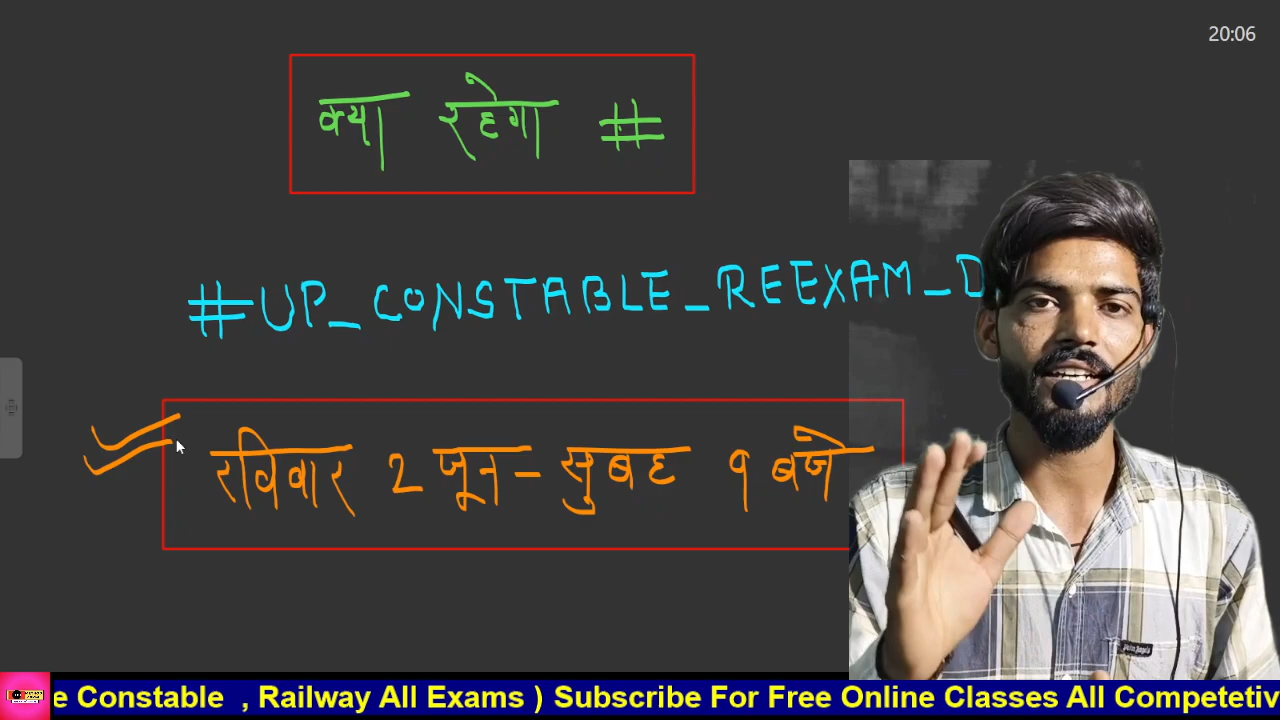 20:06
क्या रहेगा #
#UP_CONSTABLE_REEXAM_D
रविवार 2 जून - सुबह 9 बजे
e Constable , Railway All Exams ) Subscribe For Free Online Classes All Competetiv